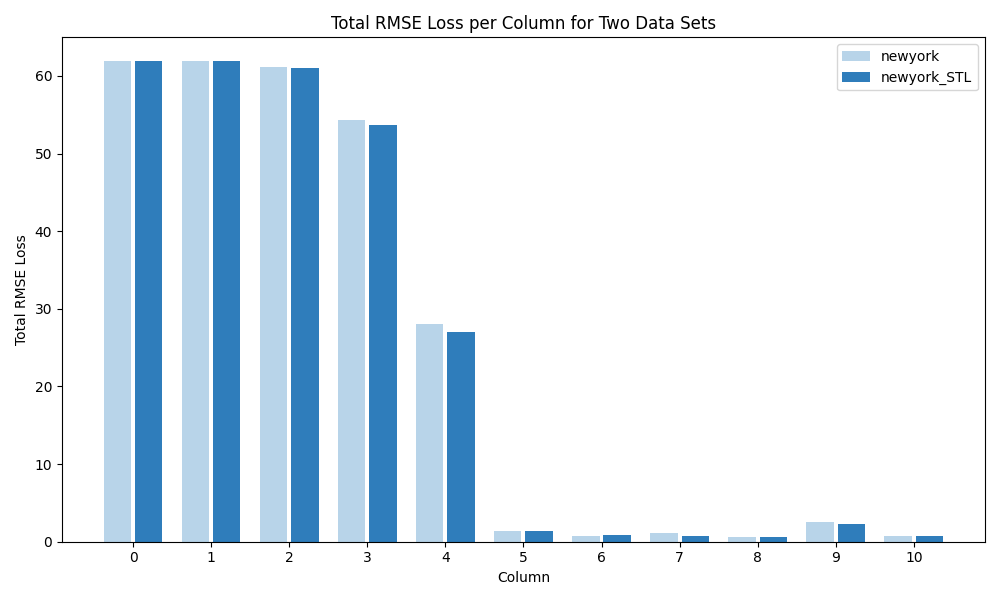 Total RMSE Loss per Column for Two Data Sets
newyork
newyork_STL
Total RMSE Loss
60
50
40
30
20
10
0
0 1 2 3 4 5 6 7 8 9 10
Column